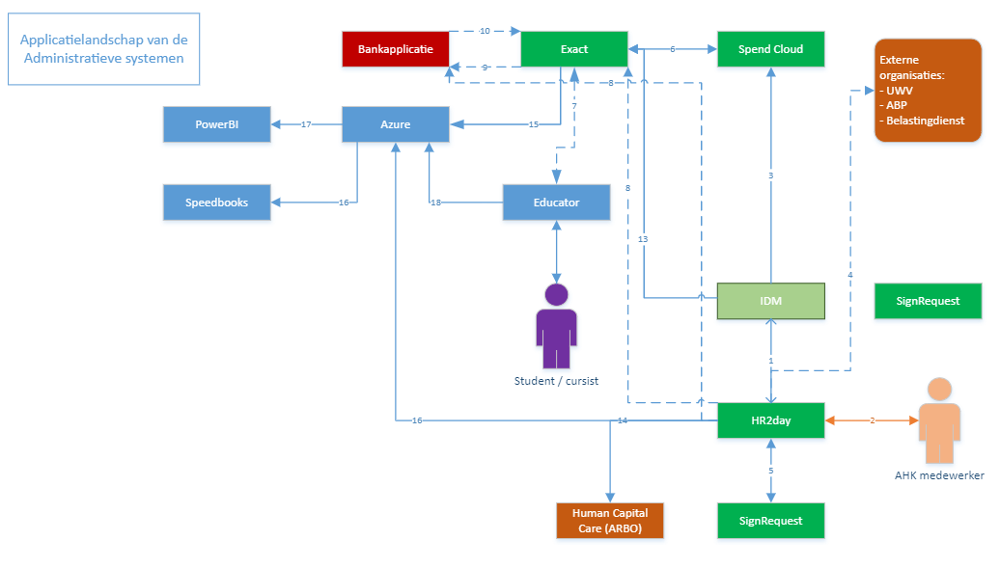 Applicatielandschap van de
Administratieve systemen
Bankapplicatie
10
9
Exact
6
Spend Cloud
Externe
organisaties:
- UWV
- ABP
- Belastingdienst
8
7
PowerBI
17
Azure
15
Speedbooks
16
18
Educator
8
3
13
4
IDM
SignRequest
Student / cursist
1
16
14
HR2day
2
AHK medewerker
5
Human Capital
Care (ARBO)
SignRequest